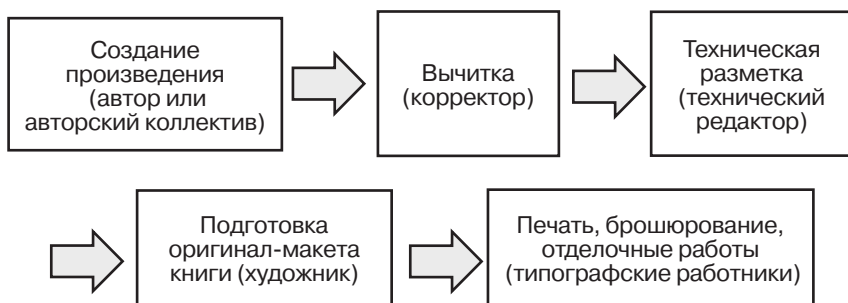 Создание
произведения
(автор или
авторский коллектив)
Вычитка
(корректор)
Техническая
разметка
(технический
редактор)
Подготовка
оригинал-макета
книги (художник)
Печать, брошюрование,
отделочные работы
(типографские работники)